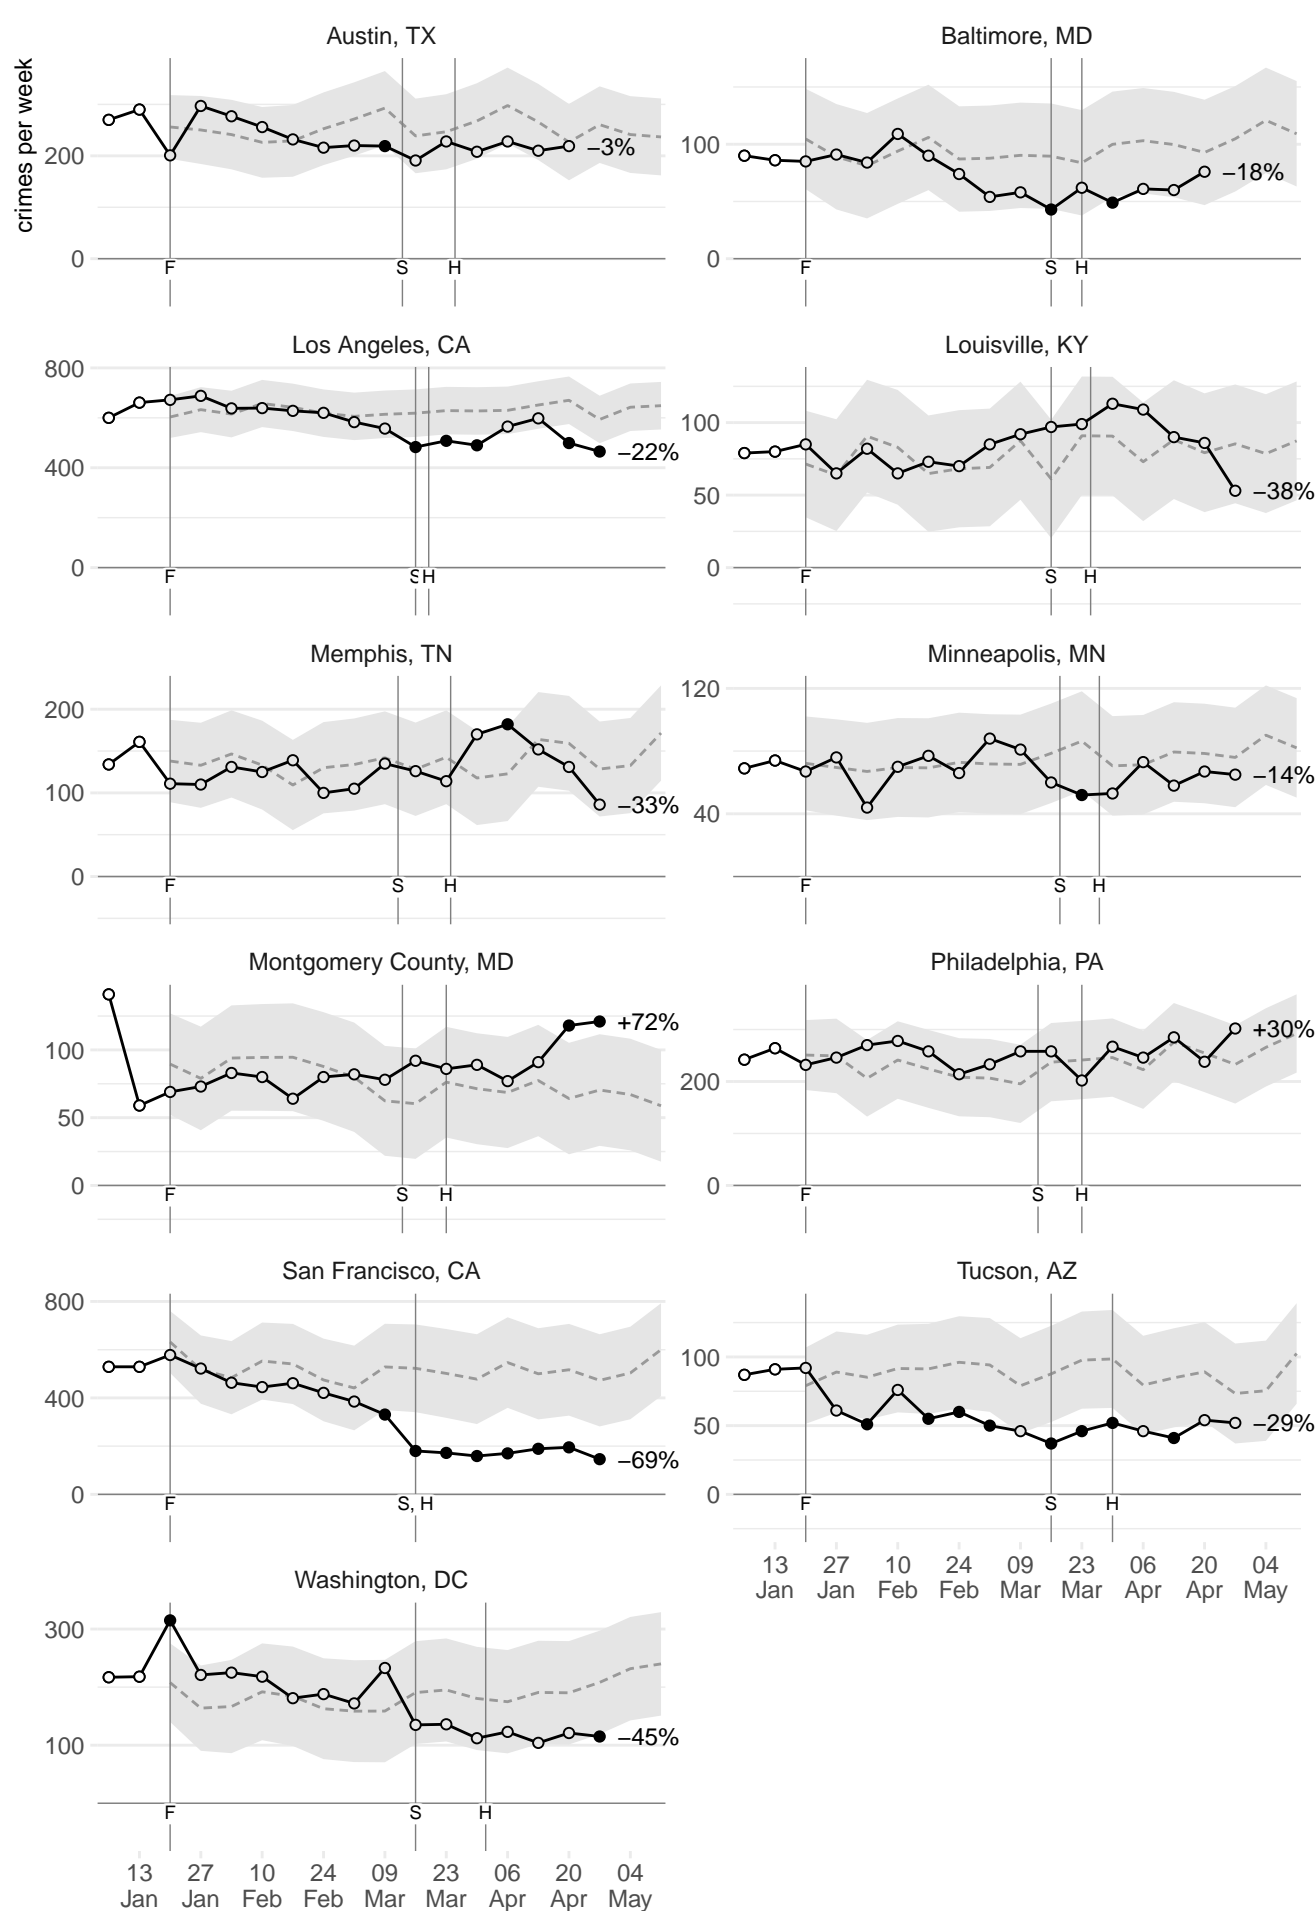 crimes per week
Austin, TX
200
0
−3%
F
S
H
Baltimore, MD
100
0
−18%
F
S
H
Los Angeles, CA
800
400
0
−22%
F
S
H
Louisville, KY
100
50
0
−38%
F
S
H
Memphis, TN
200
100
0
−33%
F
S
H
Minneapolis, MN
120
40
−14%
F
S
H
Montgomery County, MD
100
50
0
+72%
F
S
H
Philadelphia, PA
200
0
+30%
F
S
H
San Francisco, CA
800
400
0
−69%
F
S, H
Tucson, AZ
100
50
0
−29%
F
S
H
13 27 10 24 09 23 06 20 04
Jan Jan Feb Feb Mar Mar Apr Apr May
Washington, DC
300
100
−45%
F
S
H
13 27 10 24 09 23 06 20 04
Jan Jan Feb Feb Mar Mar Apr Apr May